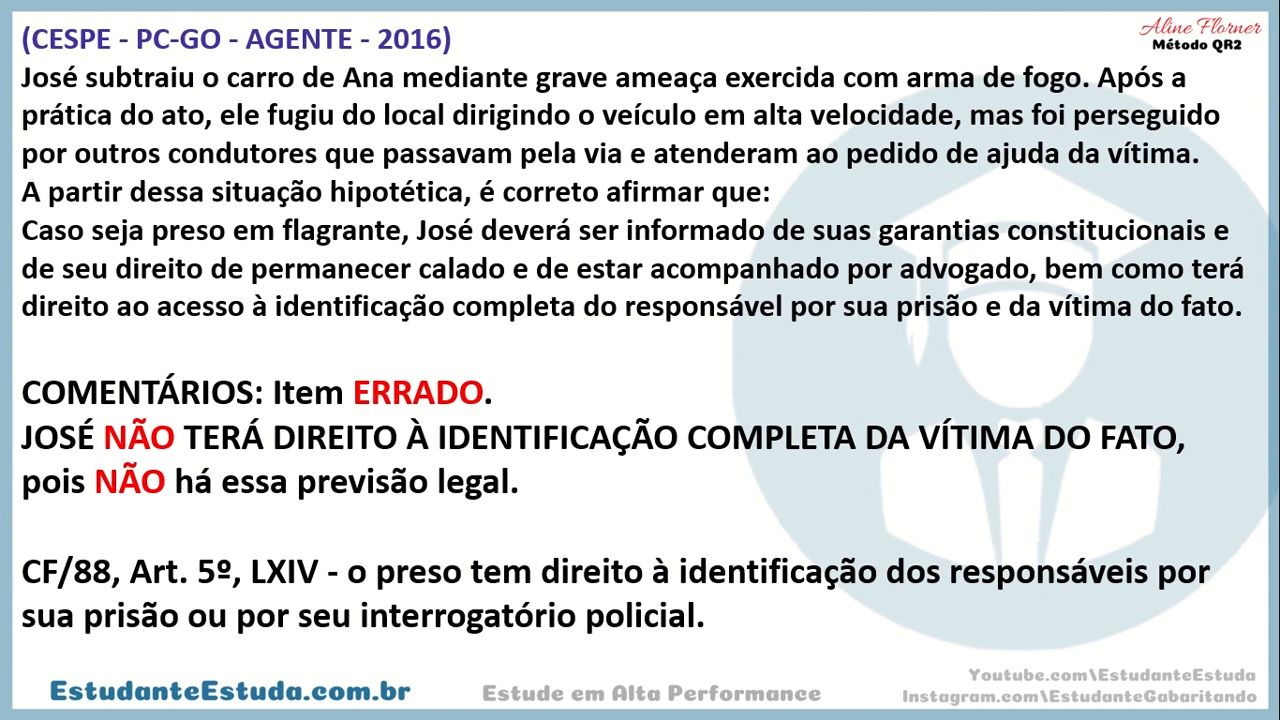 (CESPE - PC-GO - AGENTE - 2016)
Aline Florner
Método QR2
José subtraiu o carro de Ana mediante grave ameaça exercida com arma de fogo. Após a
prática do ato, ele fugiu do local dirigindo o veículo em alta velocidade, mas foi perseguido
por outros condutores que passavam pela via e atenderam ao pedido de ajuda da vítima.
A partir dessa situação hipotética, é correto afirmar que:
Caso seja preso em flagrante, José deverá ser informado de suas garantias constitucionais e
de seu direito de permanecer calado e de estar acompanhado por advogado, bem como terá
direito ao acesso à identificação completa do responsável por sua prisão e da vítima do fato.
COMENTÁRIOS: Item ERRADO.
JOSÉ NÃO TERÁ DIREITO À IDENTIFICAÇÃO COMPLETA DA VÍTIMA DO FATO,
pois NÃO há essa previsão legal.
CF/88, Art. 5º, LXIV - o preso tem direito à identificação dos responsáveis por
sua prisão ou por seu interrogatório policial.
EstudanteEstuda.com.br
Estude em Alta Performance
Youtube.com\EstudanteEstuda
Instagram.com\EstudanteGabaritando